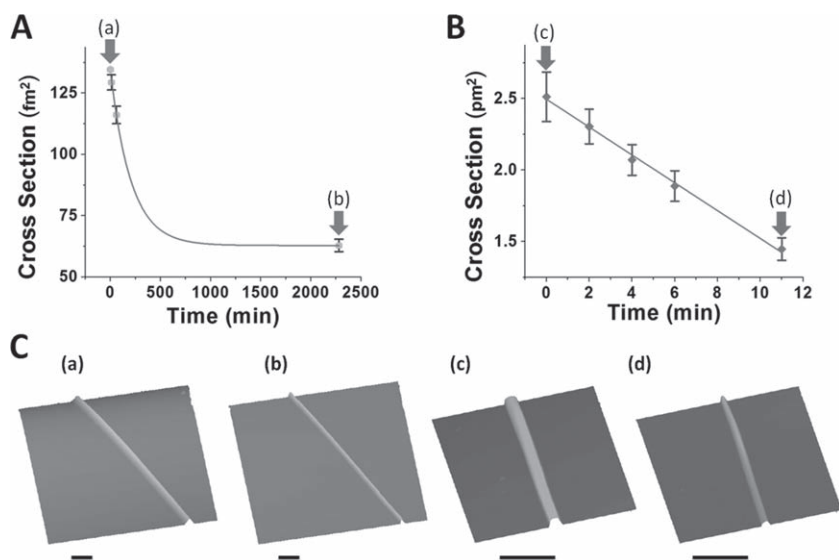 A
(a)
Cross Section (fm²)
125
100
75
50
(b)
0 500 1000 1500 2000 2500
Time (min)
B
(c)
Cross Section (pm²)
2.5
2.0
1.5
(d)
0 2 4 6 8 10 12
Time (min)
C
(a) (b) (c) (d)